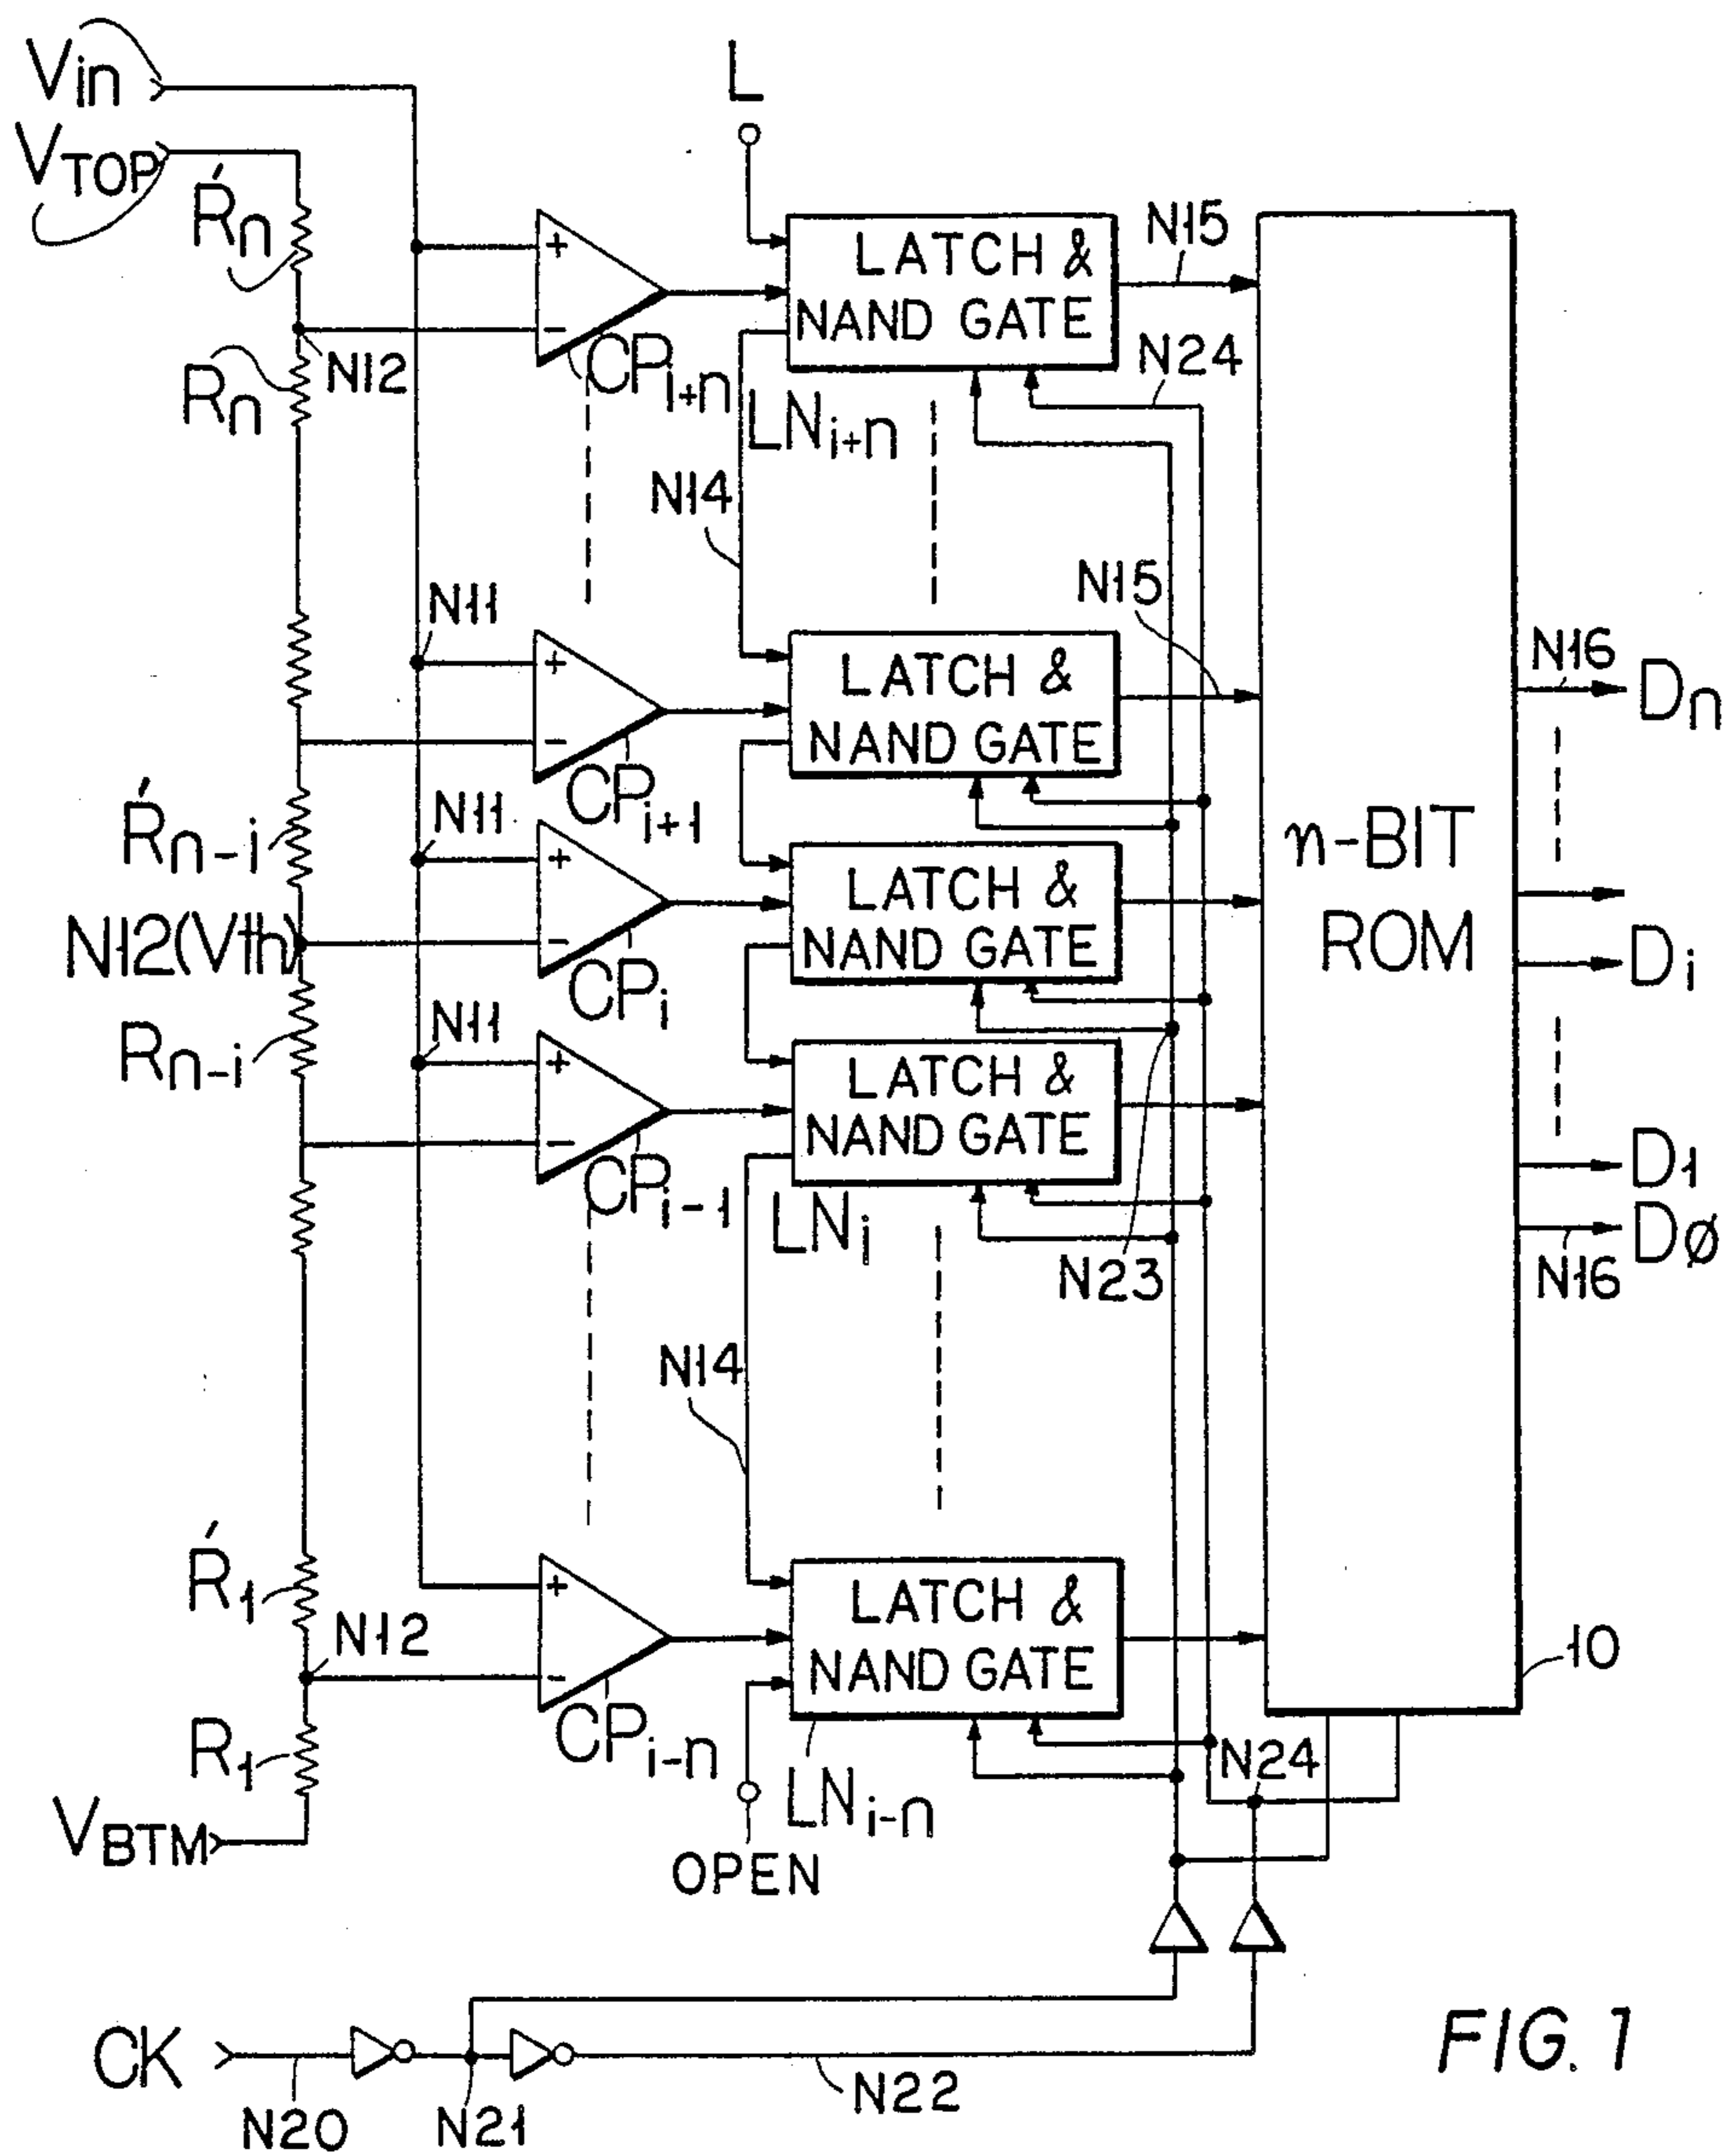 Vin
L
VTOP
Ŕn
+
LATCH &
N15
−
NAND GATE
N12
CPi+n
N24
Rn
LNi+n
N14
N15
N11
+
LATCH &
N16
Dn
−
NAND GATE
CPi+1
Ŕn-i
N11
+
LATCH &
n-BIT
N12(Vth)
−
NAND GATE
ROM
Di
CPi
Rn-i
N11
+
LATCH &
−
NAND GATE
CPi-1
D1
LNi
N23
DØ
N16
N14
Ŕ1
+
LATCH &
N12
−
NAND GATE
10
R1
CPi-n
N24
LNi-n
VBTM
OPEN
CK
FIG. 1
N20
N21
N22